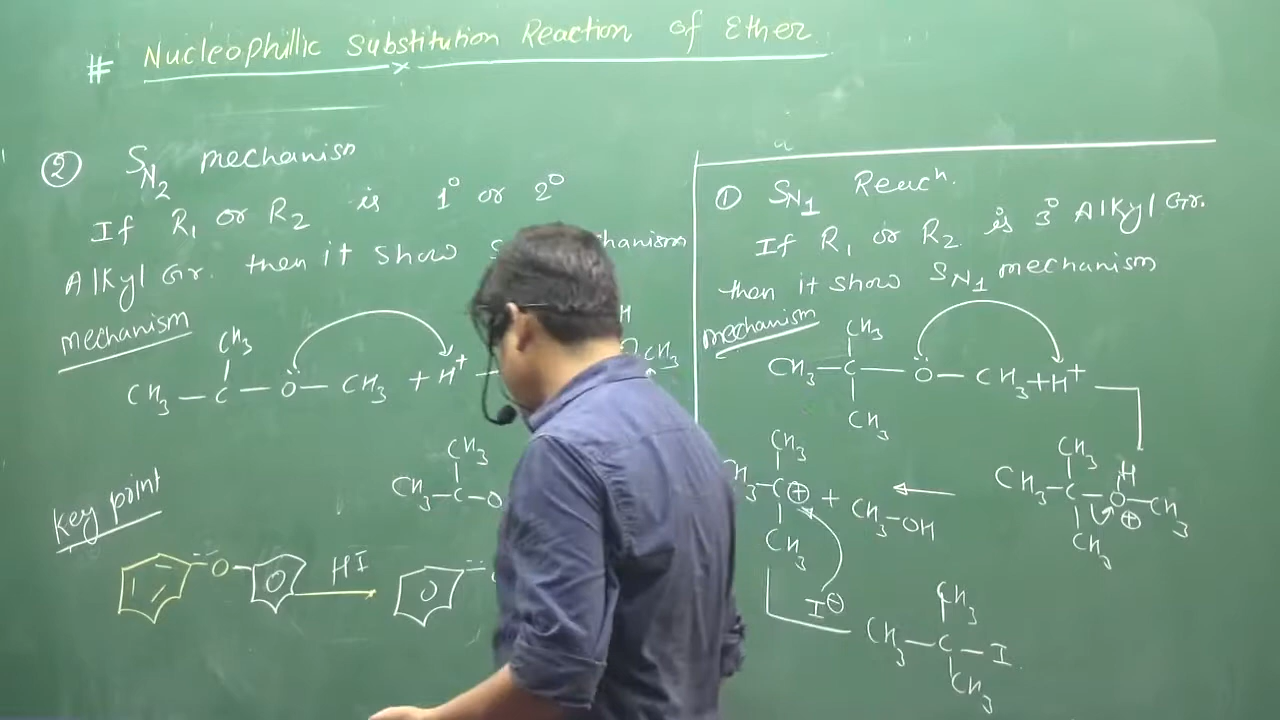 # Nucleophillic Substitution Reaction of Ether
② SN2 mechanism
If R1 or R2 is 1° or 2°
Alkyl Gr. then it show
mechanism
CH3
CH3 — C — Ö — CH3 + H+
H
CH3
CH3
CH3 — C — O
Key point
O HI
① SN1 Reacn.
If R1 or R2 is 3° Alkyl Gr.
then it show SN1 mechanism
mechanism
CH3
CH3 — C — Ö — CH3 + H+
CH3
CH3 H
CH3 — C — O — CH3
⊕
CH3
CH3
C ⊕ + CH3 — OH
CH3
I⊖
CH3
CH3 — C — I
CH3